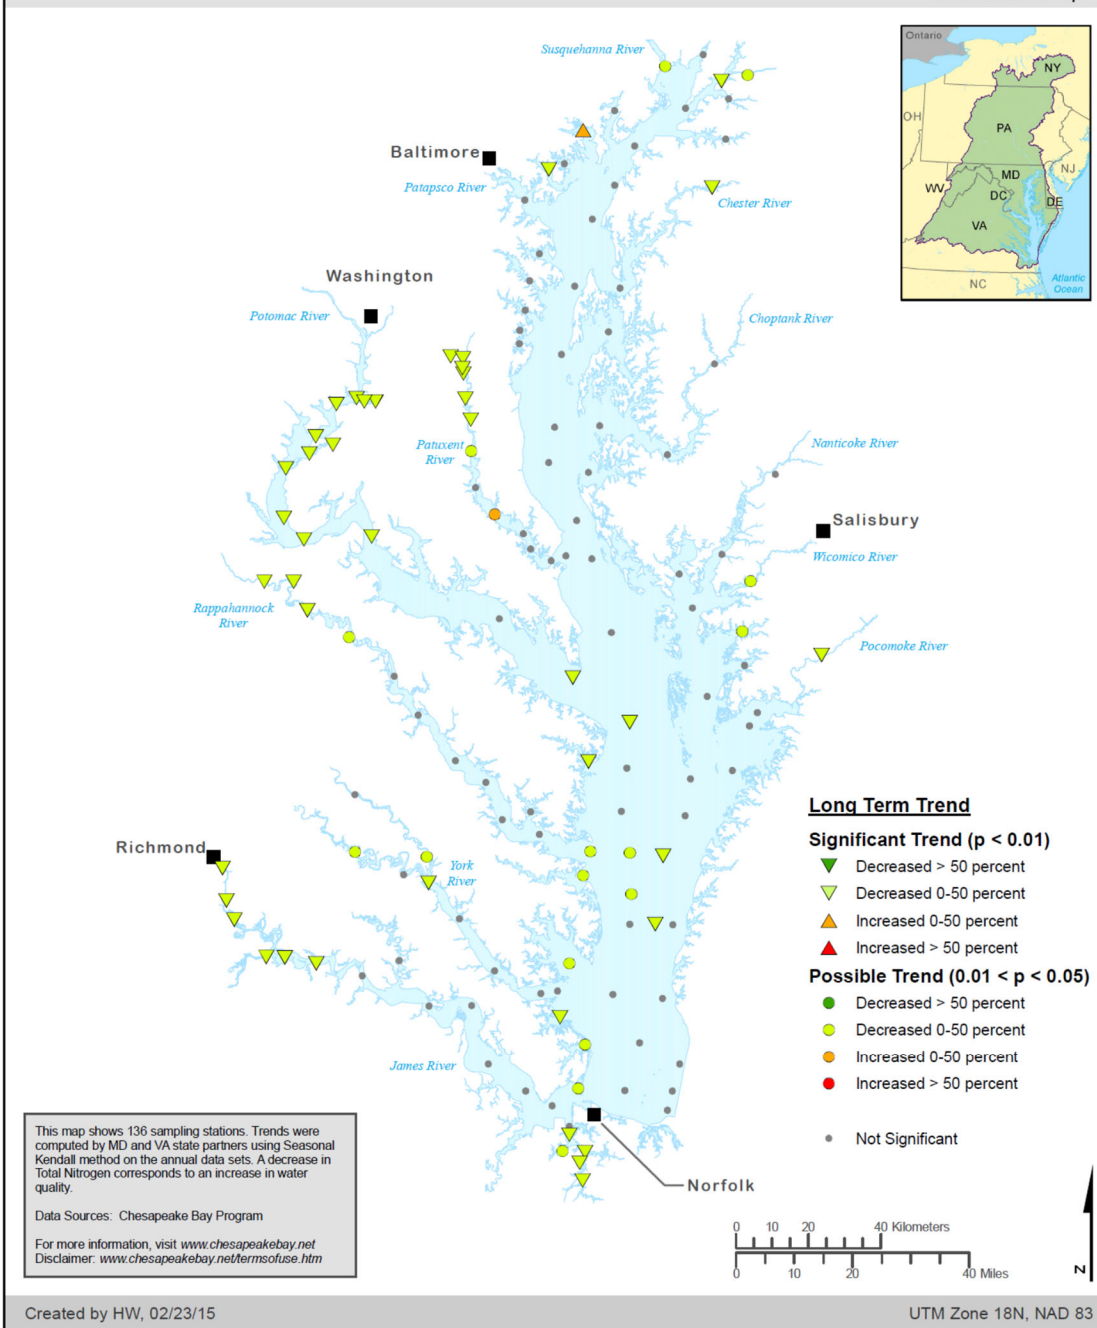 Susquehanna River
Baltimore
Patapsco River
Chester River
Washington
Potomac River
Choptank River
Patuxent
River
Nanticoke River
Salisbury
Wicomico River
Rappahannock
River
Pocomoke River
Richmond
York
River
James River
Norfolk
Ontario
NY
OH
PA
NJ
MD
WV
DC
DE
VA
NC
Atlantic
Ocean
Long Term Trend
Significant Trend (p < 0.01)
Decreased > 50 percent
Decreased 0-50 percent
Increased 0-50 percent
Increased > 50 percent
Possible Trend (0.01 < p < 0.05)
Decreased > 50 percent
Decreased 0-50 percent
Increased 0-50 percent
Increased > 50 percent
Not Significant
This map shows 136 sampling stations. Trends were
computed by MD and VA state partners using Seasonal
Kendall method on the annual data sets. A decrease in
Total Nitrogen corresponds to an increase in water
quality.
Data Sources: Chesapeake Bay Program
For more information, visit www.chesapeakebay.net
Disclaimer: www.chesapeakebay.net/termsofuse.htm
0 10 20 40 Kilometers
0 10 20 40 Miles
N
Created by HW, 02/23/15
UTM Zone 18N, NAD 83